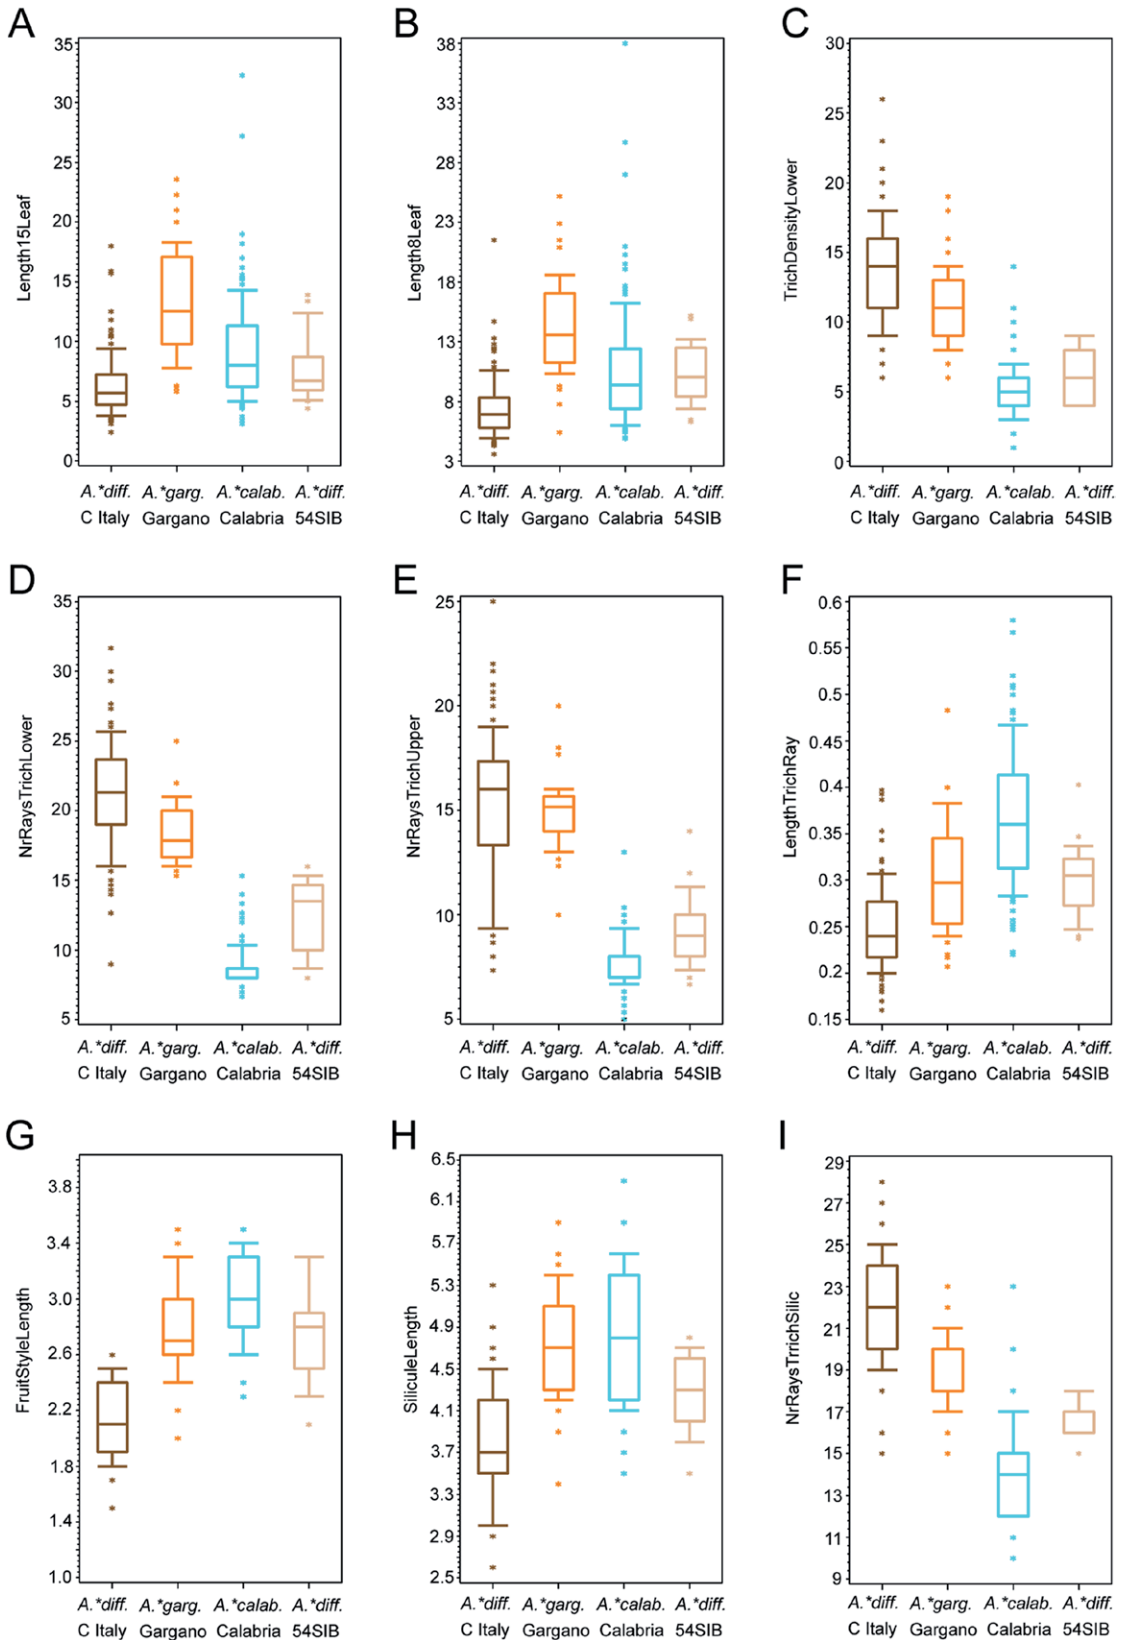 A
35
30
25
20
15
10
5
0
Length15Leaf
A.*diff. A.*garg. A.*calab. A.*diff.
C Italy Gargano Calabria 54SIB
B
38
33
28
23
18
13
8
3
Length8Leaf
A.*diff. A.*garg. A.*calab. A.*diff.
C Italy Gargano Calabria 54SIB
C
30
25
20
15
10
5
0
TrichDensityLower
A.*diff. A.*garg. A.*calab. A.*diff.
C Italy Gargano Calabria 54SIB
D
35
30
25
20
15
10
5
NrRaysTrichLower
A.*diff. A.*garg. A.*calab. A.*diff.
C Italy Gargano Calabria 54SIB
E
25
20
15
10
5
NrRaysTrichUpper
A.*diff. A.*garg. A.*calab. A.*diff.
C Italy Gargano Calabria 54SIB
F
0.6
0.55
0.5
0.45
0.4
0.35
0.3
0.25
0.2
0.15
LengthTrichRay
A.*diff. A.*garg. A.*calab. A.*diff.
C Italy Gargano Calabria 54SIB
G
3.8
3.4
3.0
2.6
2.2
1.8
1.4
1.0
FruitStyleLength
A.*diff. A.*garg. A.*calab. A.*diff.
C Italy Gargano Calabria 54SIB
H
6.5
6.1
5.7
5.3
4.9
4.5
4.1
3.7
3.3
2.9
2.5
SiliculeLength
A.*diff. A.*garg. A.*calab. A.*diff.
C Italy Gargano Calabria 54SIB
I
29
27
25
23
21
19
17
15
13
11
9
NrRaysTrrichSilic
A.*diff. A.*garg. A.*calab. A.*diff.
C Italy Gargano Calabria 54SIB